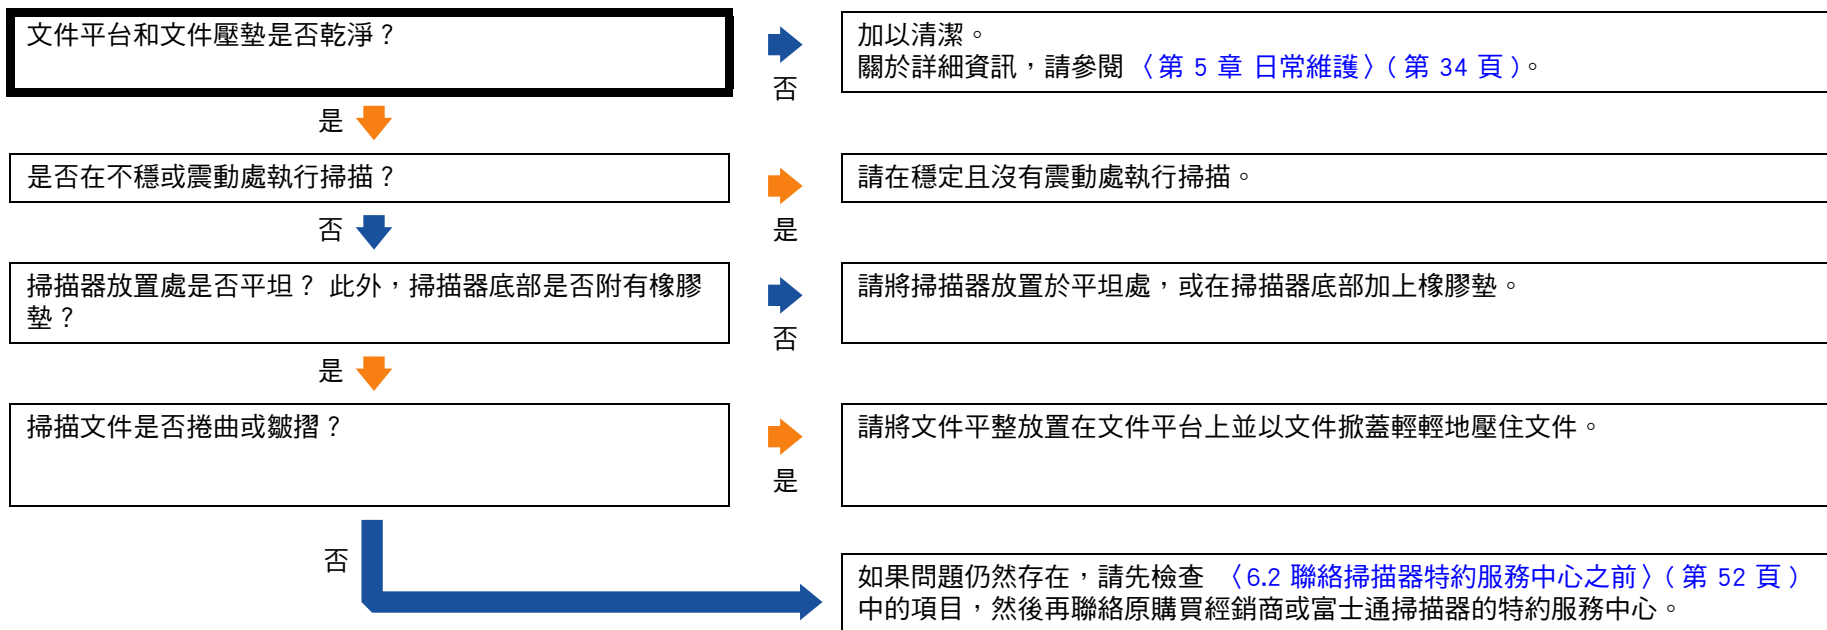 文件平台和文件壓墊是否乾淨？
否
加以清潔。
關於詳細資訊，請參閱 〈第 5 章 日常維護〉( 第 34 頁 )。
是
是否在不穩或震動處執行掃描？
是
請在穩定且沒有震動處執行掃描。
否
掃描器放置處是否平坦？ 此外，掃描器底部是否附有橡膠
墊？
否
請將掃描器放置於平坦處，或在掃描器底部加上橡膠墊。
是
掃描文件是否捲曲或皺摺？
是
請將文件平整放置在文件平台上並以文件掀蓋輕輕地壓住文件。
否
如果問題仍然存在，請先檢查 〈6.2 聯絡掃描器特約服務中心之前〉( 第 52 頁 )
中的項目，然後再聯絡原購買經銷商或富士通掃描器的特約服務中心。